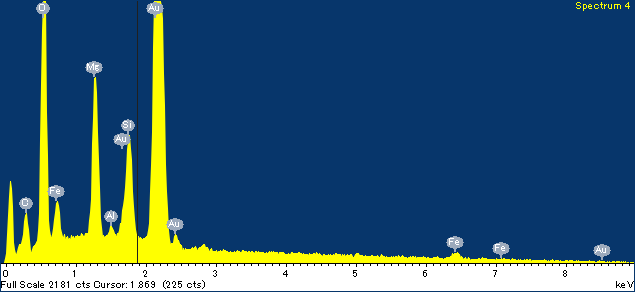 Spectrum 4
O Au
Mg
Si
Au
Fe
O Al Au
Fe Fe Au
0 1 2 3 4 5 6 7 8
Full Scale 2181 cts Cursor: 1.869 (225 cts) keV